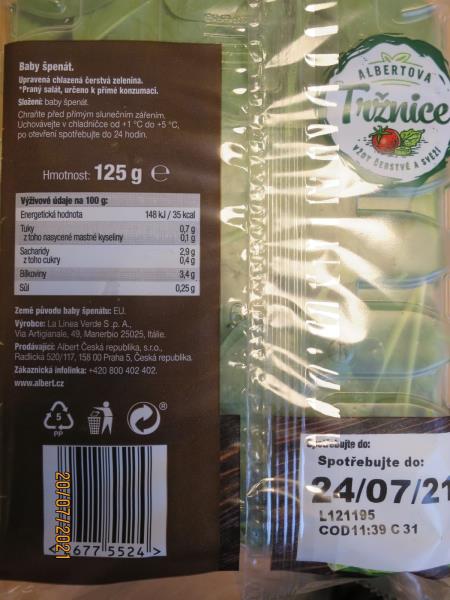 Baby špenát.
Upravená chlazená čerstvá zelenina.
*Praný salát, určeno k přímé konzumaci.
Složení: baby špenát.
Chraňte před přímým slunečním zářením.
Uchovávejte v chladničce od +1 °C do +5 °C,
po otevření spotřebujte do 24 hodin.
Hmotnost: 125 g ℮
Výživové údaje na 100 g:
Energetická hodnota 148 kJ / 35 kcal
Tuky 0,7 g
z toho nasycené mastné kyseliny 0,1 g
Sacharidy 2,9 g
z toho cukry 0,4 g
Bílkoviny 3,4 g
Sůl 0,25 g
Země původu baby špenátu: EU.
Výrobce: La Linea Verde S .p. A.,
Via Artigianale, 49, Manerbio 25025, Itálie.
Prodávající: Albert Česká republika, s.r.o.,
Radlická 520/117, 158 00 Praha 5, Česká republika.
Zákaznická infolinka: +420 800 402 402.
www.albert.cz
5
PP
®
<677 5524>
20/07/2021
ALBERTOVA
Tržnice
VŽDY ČERSTVÉ A SVĚŽÍ
Spotřebujte do:
Spotřebujte do:
24/07/21
L121195
COD11:39 C 31